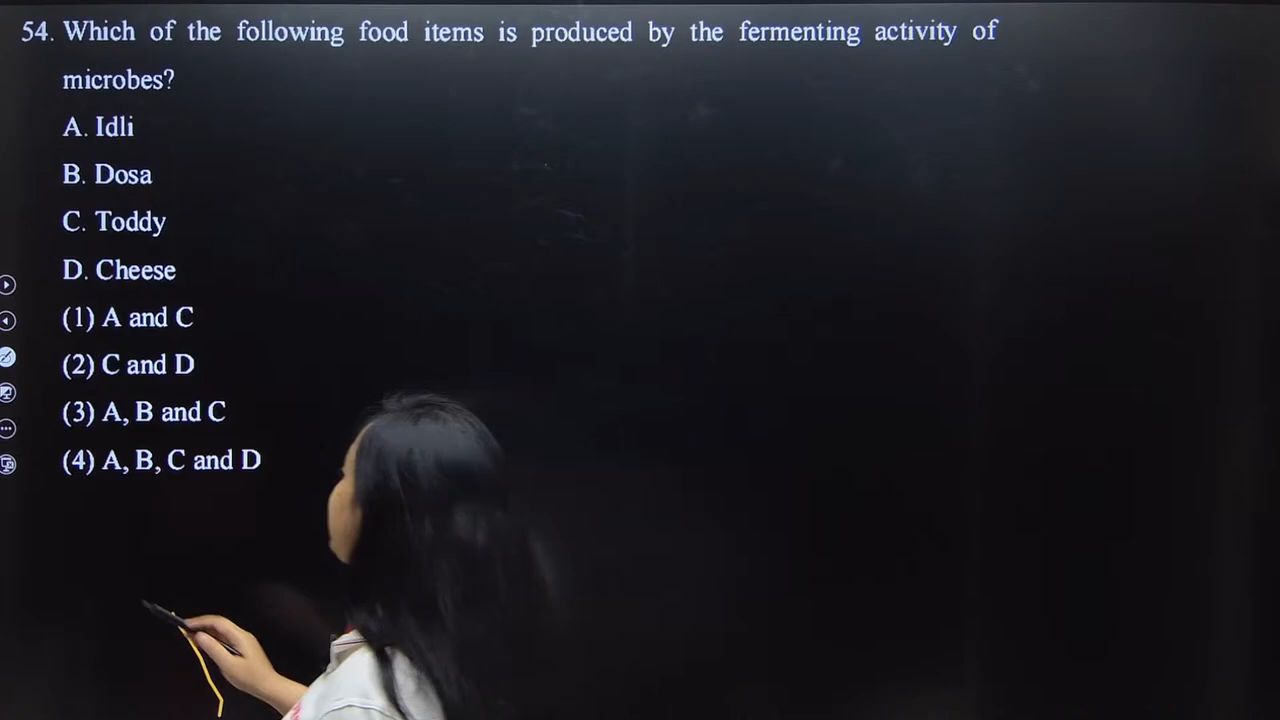 54. Which of the following food items is produced by the fermenting activity of
microbes?
A. Idli
B. Dosa
C. Toddy
D. Cheese
(1) A and C
(2) C and D
(3) A, B and C
(4) A, B, C and D